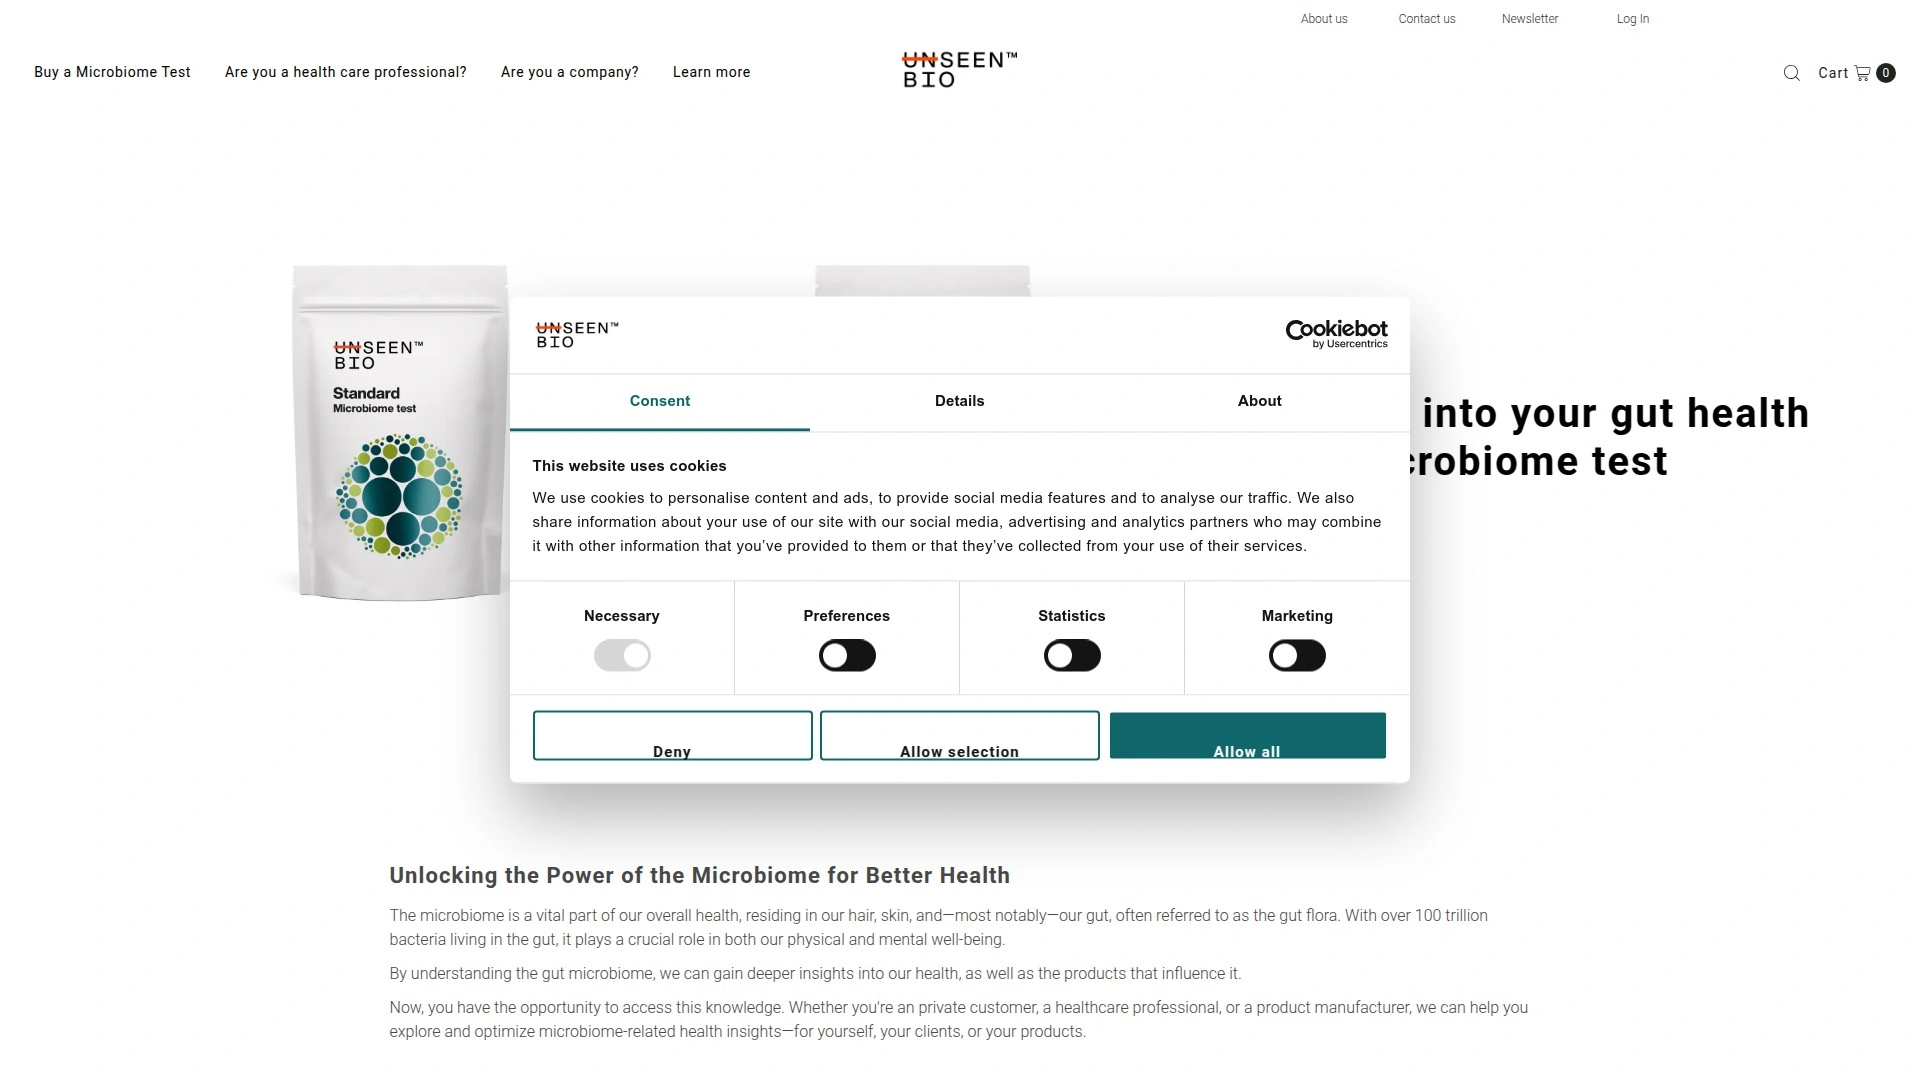 About us
Contact us
Newsletter
Log In
Buy a Microbiome Test
Are you a health care professional?
Are you a company?
Learn more
UNSEEN™
BIO
Cart
0
UNSEEN™
BIO
Standard
Microbiome test
into your gut health
crobiome test
UNSEEN™
BIO
Cookiebot
by Usercentrics
Consent
Details
About
This website uses cookies
We use cookies to personalise content and ads, to provide social media features and to analyse our traffic. We also
share information about your use of our site with our social media, advertising and analytics partners who may combine
it with other information that you’ve provided to them or that they’ve collected from your use of their services.
Necessary
Preferences
Statistics
Marketing
Deny
Allow selection
Allow all
Unlocking the Power of the Microbiome for Better Health
The microbiome is a vital part of our overall health, residing in our hair, skin, and—most notably—our gut, often referred to as the gut flora. With over 100 trillion
bacteria living in the gut, it plays a crucial role in both our physical and mental well-being.
By understanding the gut microbiome, we can gain deeper insights into our health, as well as the products that influence it.
Now, you have the opportunity to access this knowledge. Whether you're an private customer, a healthcare professional, or a product manufacturer, we can help you
explore and optimize microbiome-related health insights—for yourself, your clients, or your products.